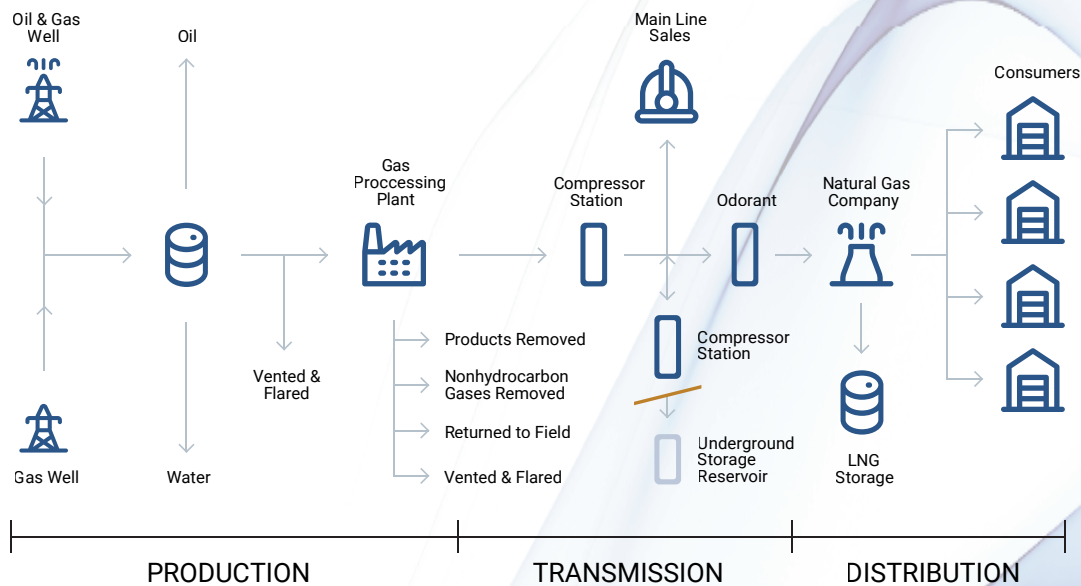 Oil & Gas
Well
Oil
Main Line
Sales
Consumers
Gas
Proccessing
Plant
Compressor
Station
Odorant
Natural Gas
Company
Products Removed
Compressor
Station
Vented &
Flared
Nonhydrocarbon
Gases Removed
Returned to Field
Underground
Storage
Reservoir
LNG
Storage
Gas Well
Water
Vented & Flared
PRODUCTION
TRANSMISSION
DISTRIBUTION